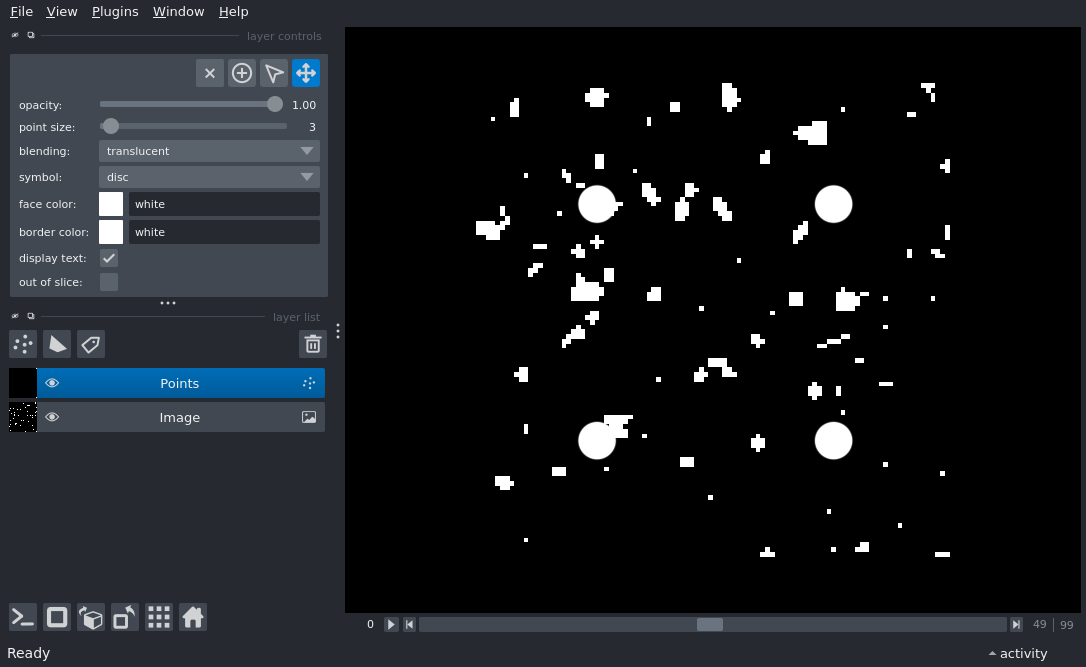 File View Plugins Window Help
layer controls
opacity: 1.00
point size: 3
blending: translucent
symbol: disc
face color: white
border color: white
display text:
out of slice:
layer list
Points
Image
0 49 99
Ready activity